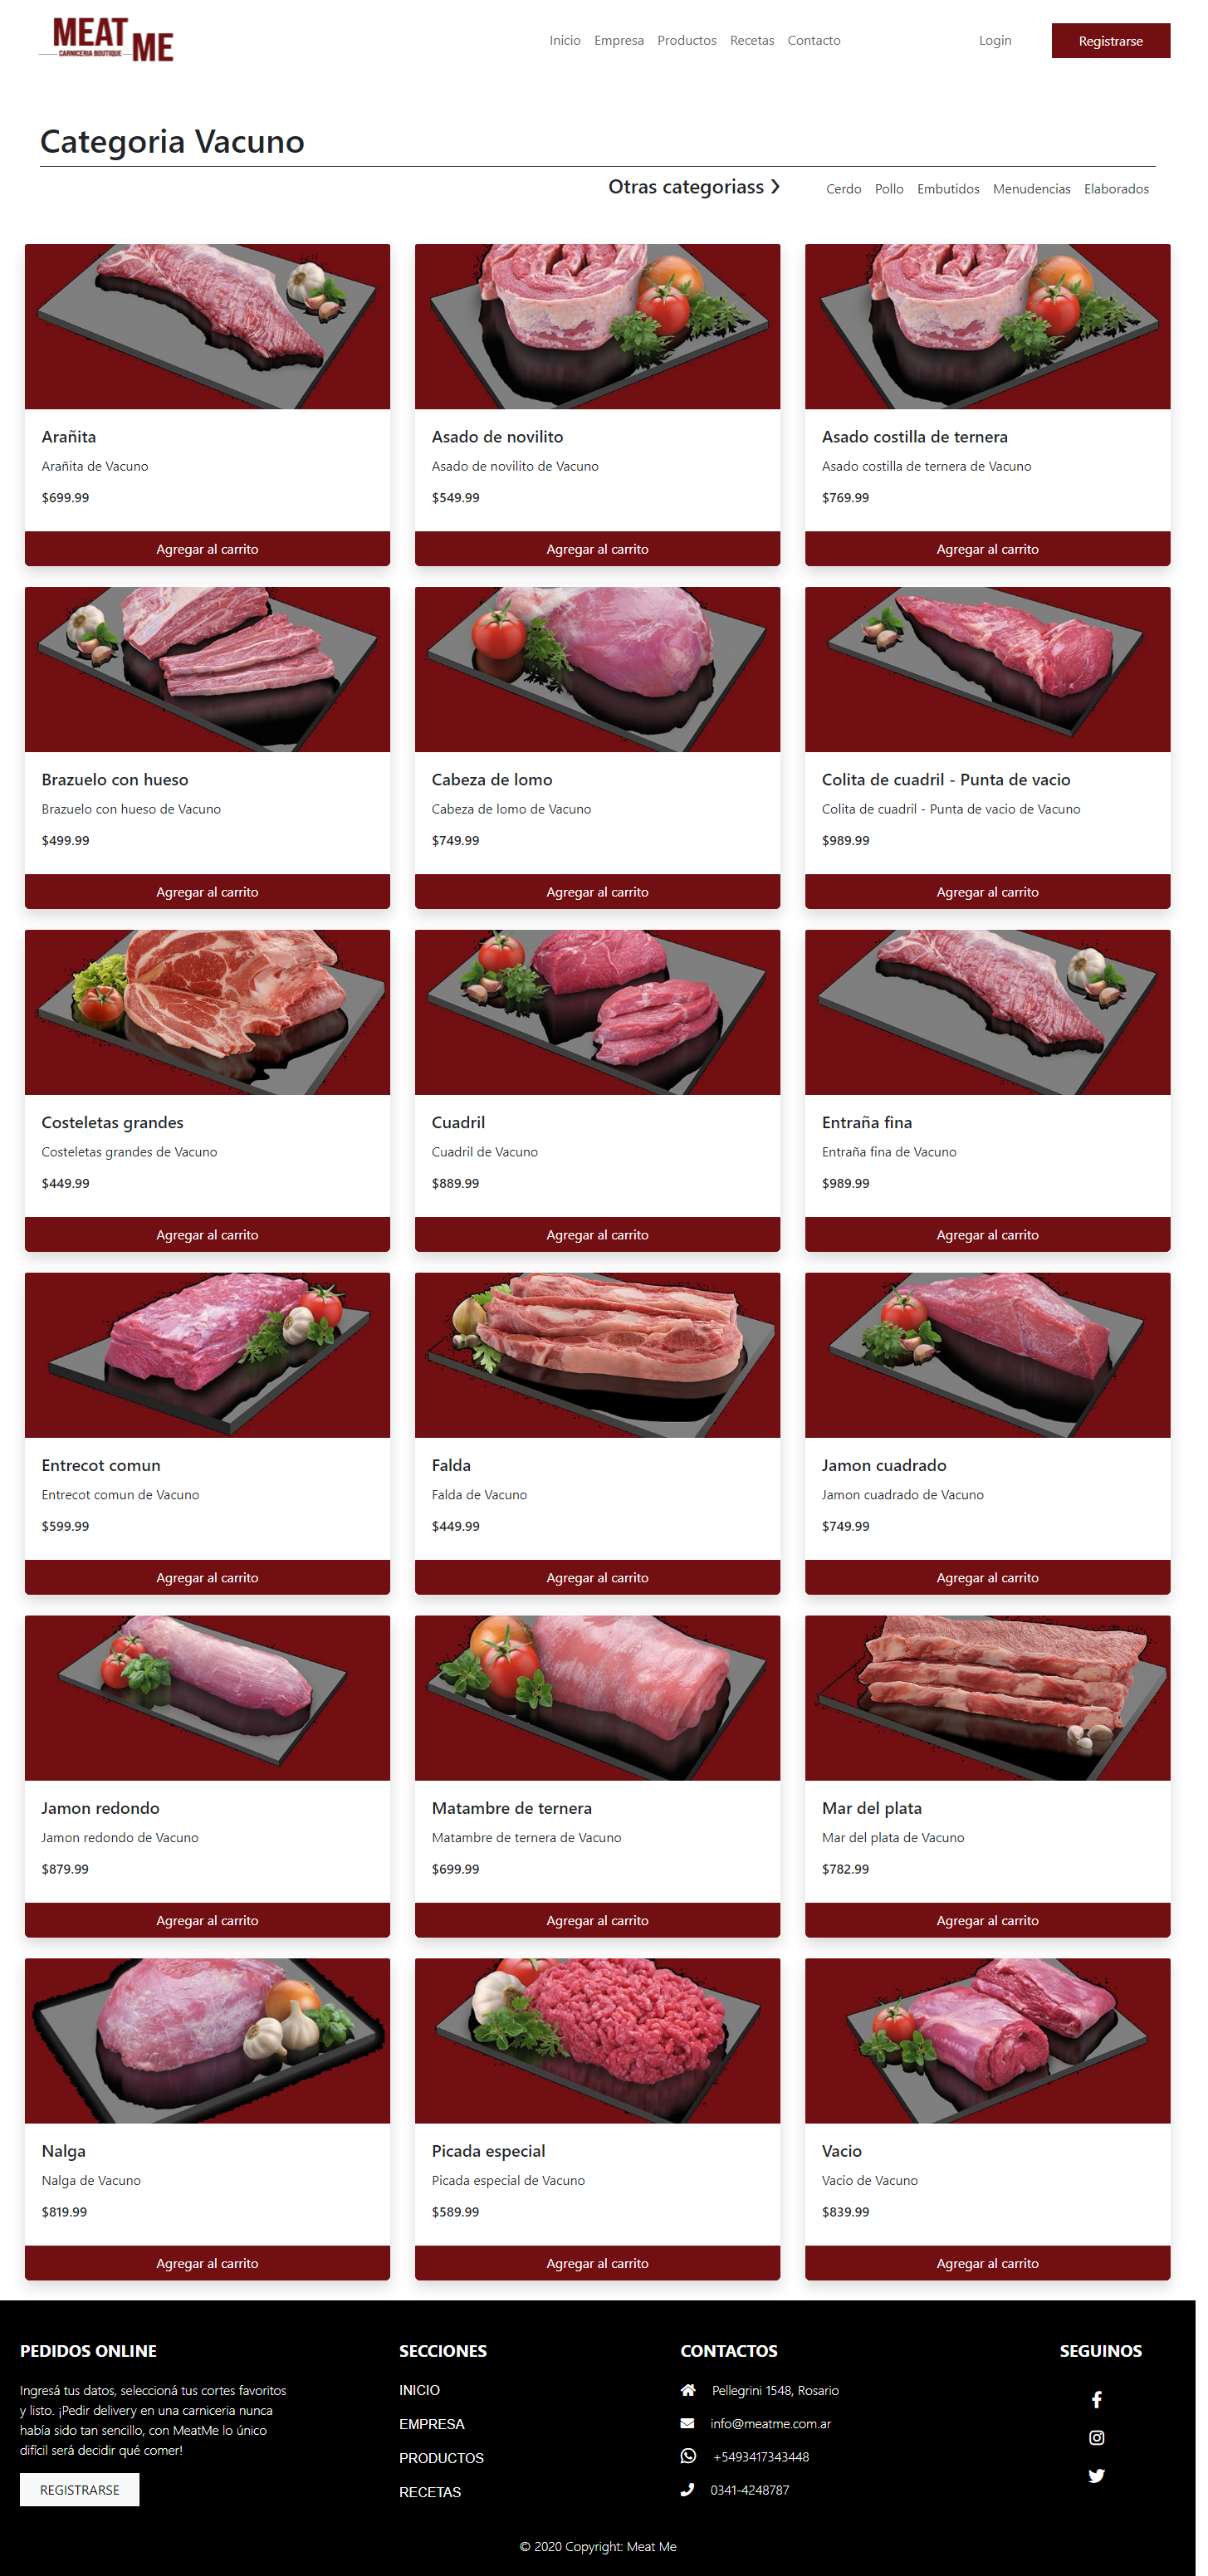 MEAT ME
CARNICERIA BOUTIQUE
Inicio Empresa Productos Recetas Contacto Login Registrarse
Categoria Vacuno
Otras categoriass ❯ Cerdo Pollo Embutidos Menudencias Elaborados
Arañita
Arañita de Vacuno
$699.99
Agregar al carrito
Asado de novilito
Asado de novilito de Vacuno
$549.99
Agregar al carrito
Asado costilla de ternera
Asado costilla de ternera de Vacuno
$769.99
Agregar al carrito
Brazuelo con hueso
Brazuelo con hueso de Vacuno
$499.99
Agregar al carrito
Cabeza de lomo
Cabeza de lomo de Vacuno
$749.99
Agregar al carrito
Colita de cuadril - Punta de vacio
Colita de cuadril - Punta de vacio de Vacuno
$989.99
Agregar al carrito
Costeletas grandes
Costeletas grandes de Vacuno
$449.99
Agregar al carrito
Cuadril
Cuadril de Vacuno
$889.99
Agregar al carrito
Entraña fina
Entraña fina de Vacuno
$989.99
Agregar al carrito
Entrecot comun
Entrecot comun de Vacuno
$599.99
Agregar al carrito
Falda
Falda de Vacuno
$449.99
Agregar al carrito
Jamon cuadrado
Jamon cuadrado de Vacuno
$749.99
Agregar al carrito
Jamon redondo
Jamon redondo de Vacuno
$879.99
Agregar al carrito
Matambre de ternera
Matambre de ternera de Vacuno
$699.99
Agregar al carrito
Mar del plata
Mar del plata de Vacuno
$782.99
Agregar al carrito
Nalga
Nalga de Vacuno
$819.99
Agregar al carrito
Picada especial
Picada especial de Vacuno
$589.99
Agregar al carrito
Vacio
Vacio de Vacuno
$839.99
Agregar al carrito
PEDIDOS ONLINE
Ingresá tus datos, seleccioná tus cortes favoritos
y listo. ¡Pedir delivery en una carniceria nunca
había sido tan sencillo, con MeatMe lo único
difícil será decidir qué comer!
REGISTRARSE
SECCIONES
INICIO
EMPRESA
PRODUCTOS
RECETAS
CONTACTOS
Pellegrini 1548, Rosario
info@meatme.com.ar
+5493417343448
0341-4248787
SEGUINOS
© 2020 Copyright: Meat Me